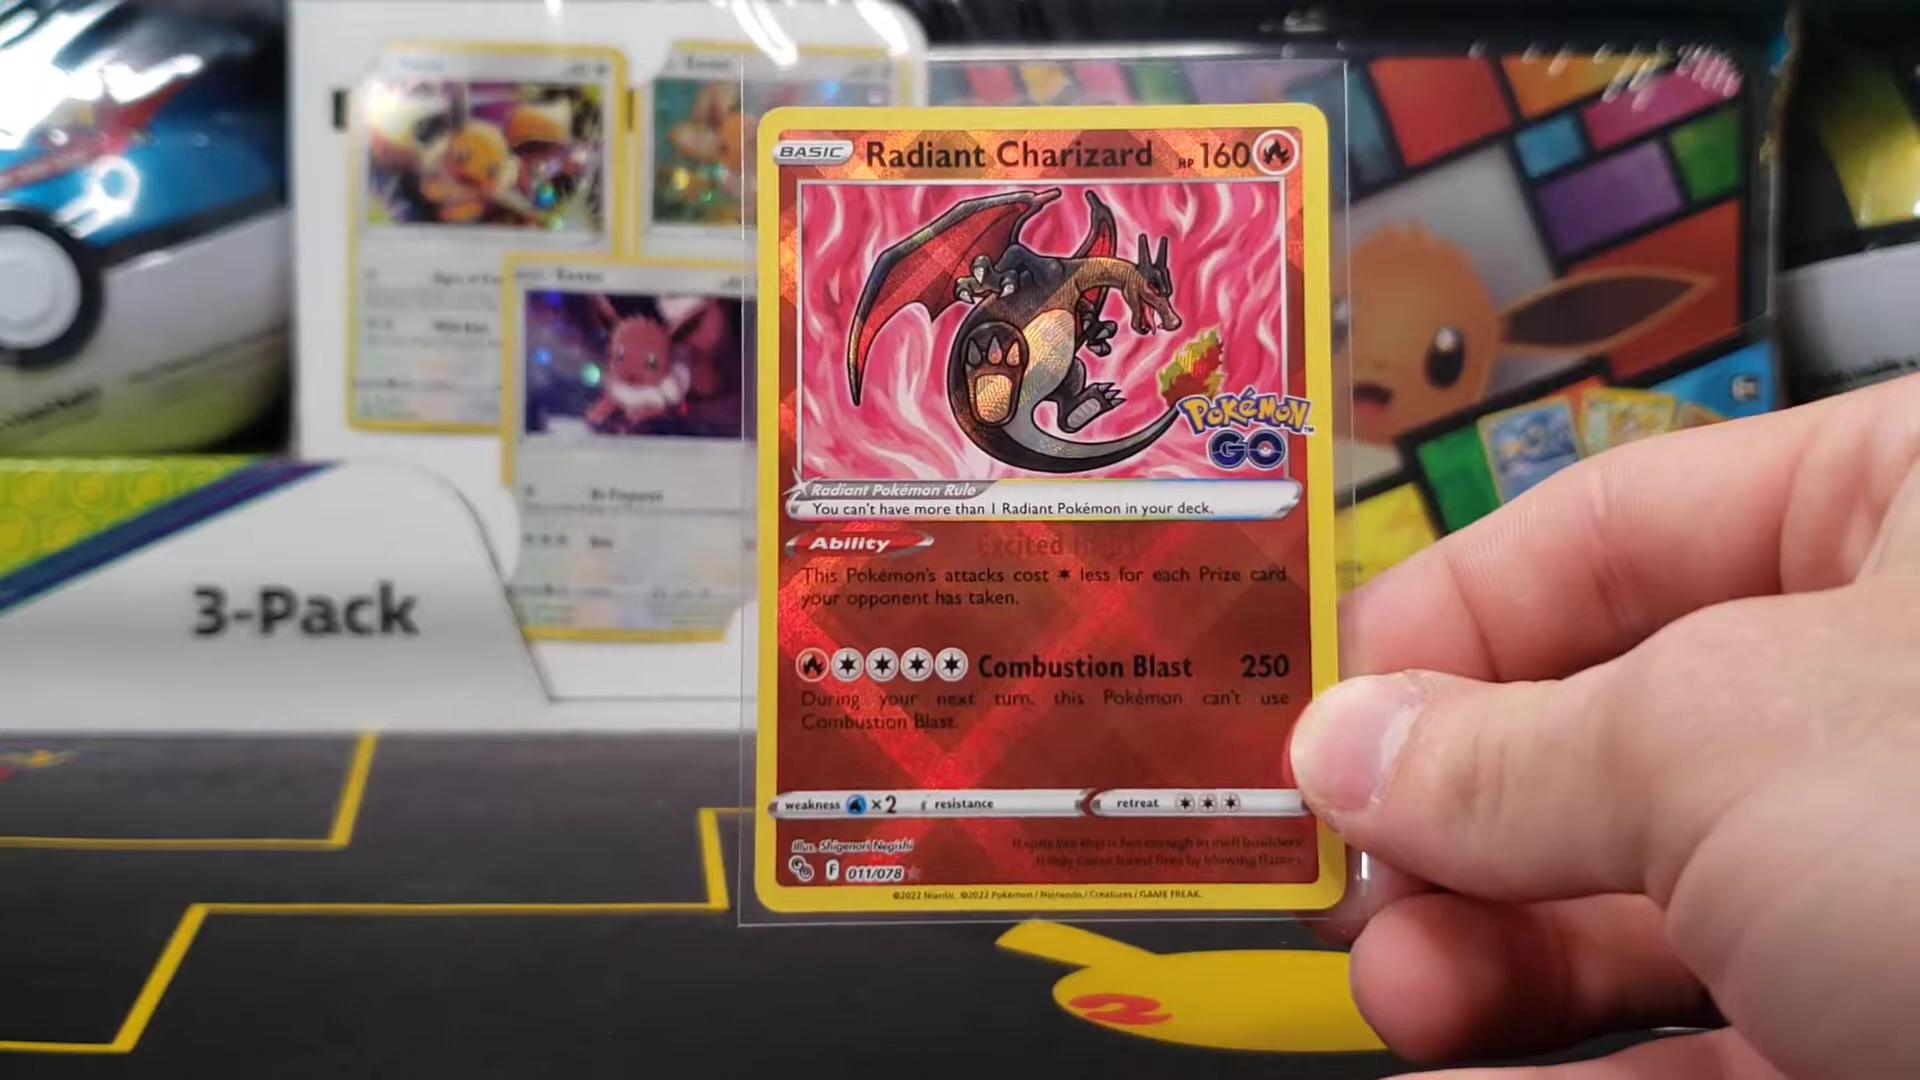 BASIC Radiant Charizard HP 160
POKÉMON™
GO
Radiant Pokémon Rule
You can't have more than 1 Radiant Pokémon in your deck.
Ability Excited
This Pokémon's attacks cost less for each Prize card
your opponent has taken.
Combustion Blast 250
During your next turn, this Pokémon can't use
Combustion Blast.
weakness ×2 resistance retreat
Illus. Shigenori Negishi
F 011/078
©2022 Niantic. ©2022 Pokémon / Nintendo / Creatures / GAME FREAK.
3-Pack
Eevee